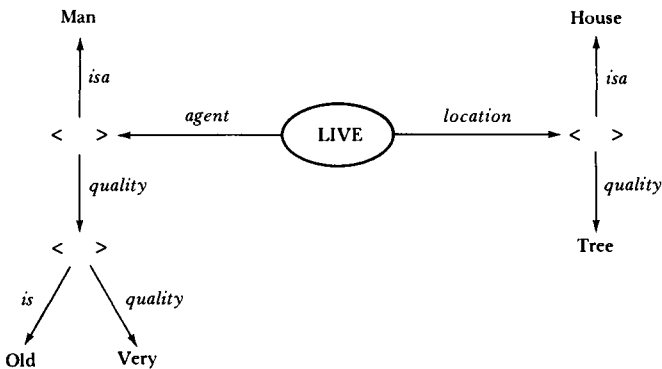 Man House
isa isa
agent location
< > LIVE < >
quality quality
< > Tree
is quality
Old Very